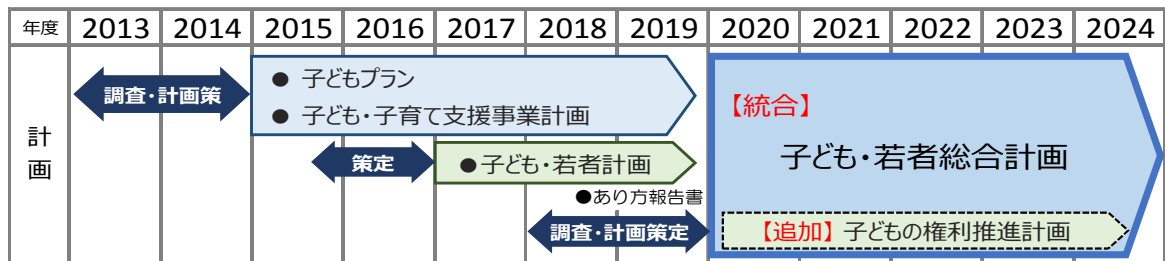 年度 2013 2014 2015 2016 2017 2018 2019 2020 2021 2022 2023 2024
計画
調査・計画策
● 子どもプラン
● 子ども・子育て支援事業計画
策定
●子ども・若者計画
●あり方報告書
調査・計画策定
【統合】
子ども・若者総合計画
【追加】子どもの権利推進計画